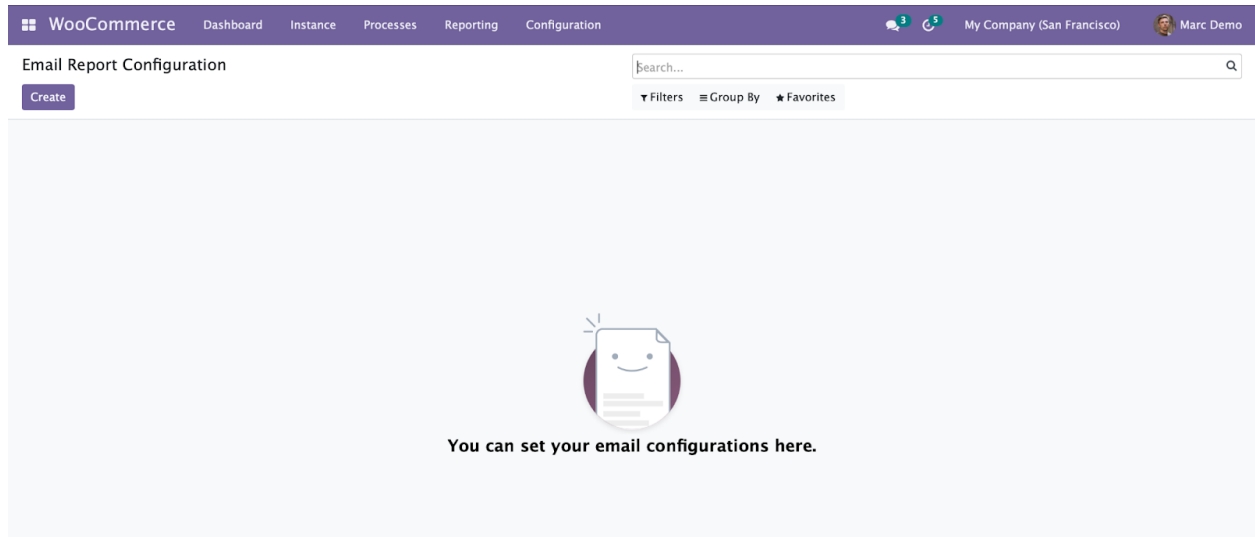 WooCommerce Dashboard Instance Processes Reporting Configuration 3 5 My Company (San Francisco) Marc Demo
Email Report Configuration
Search...
Create
Filters Group By Favorites
You can set your email configurations here.